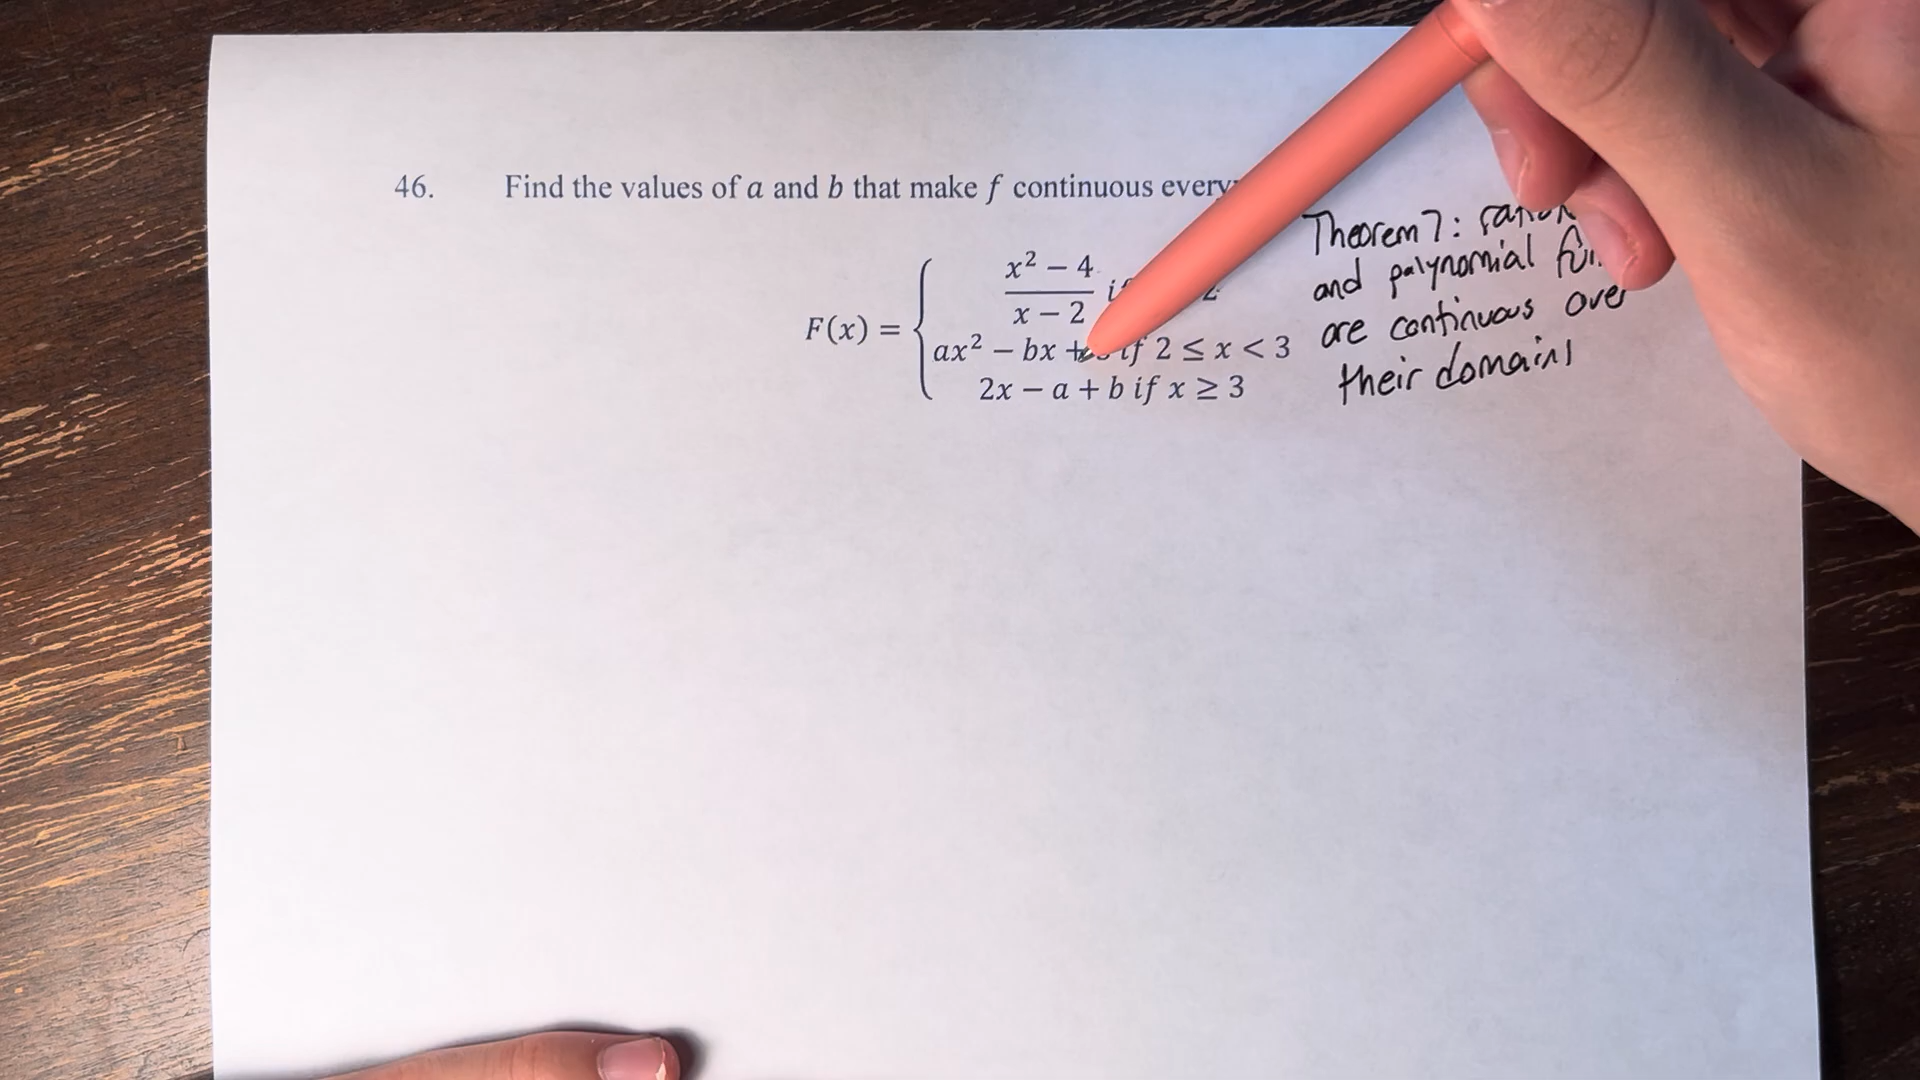 46. Find the values of a and b that make f continuous
x² − 4
x − 2
F(x) =
ax² − bx + if 2 ≤ x < 3
2x − a + b if x ≥ 3
Theorem 7:
and polynomial
are continuous over
their domains